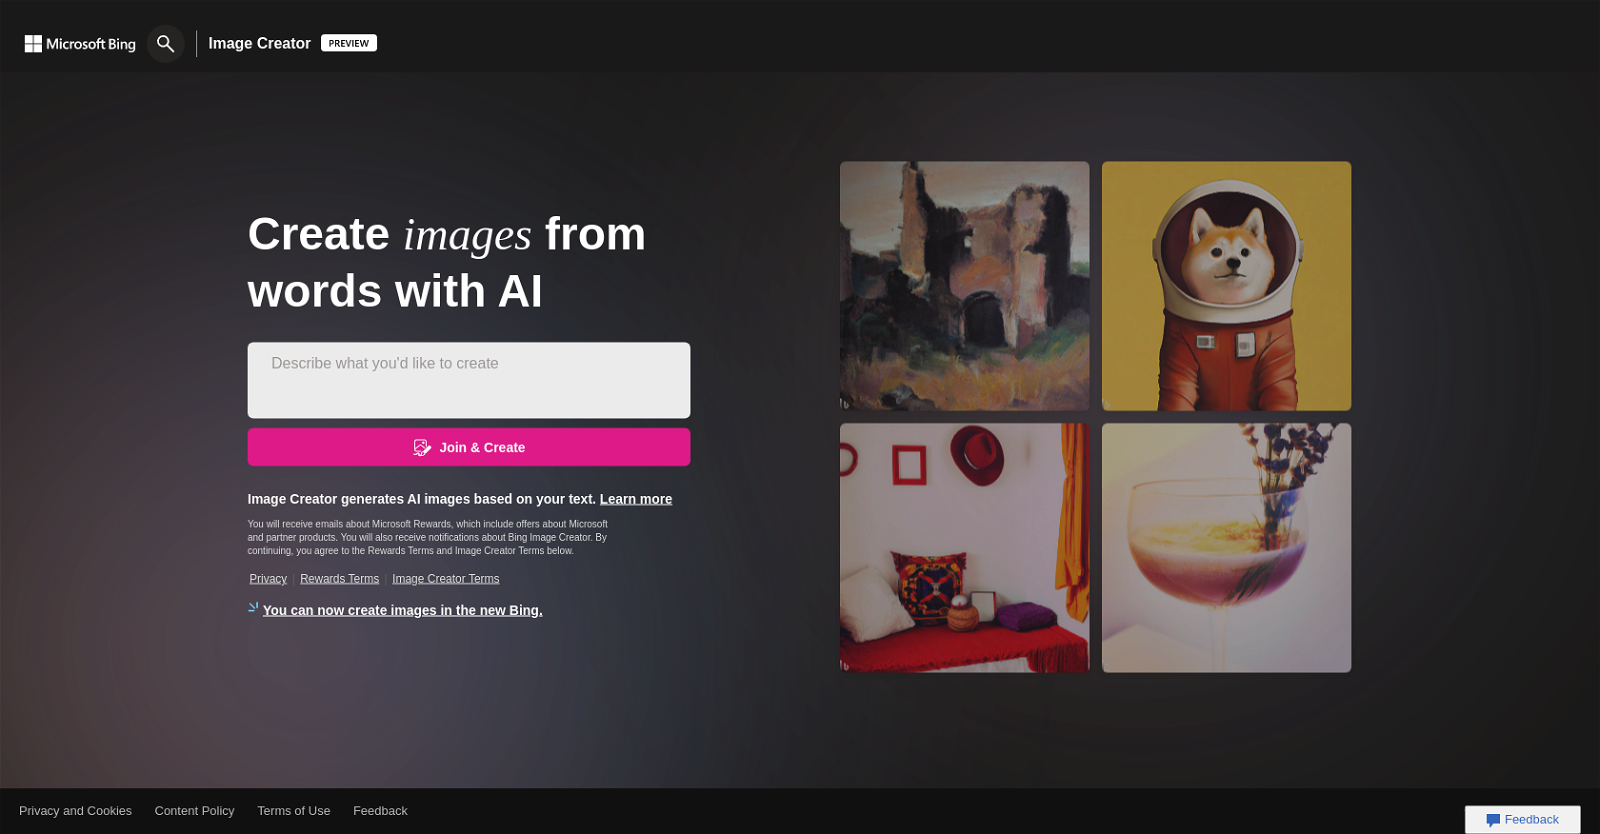 Microsoft Bing
Image Creator
PREVIEW
Create images from
words with AI
Describe what you'd like to create
Join & Create
Image Creator generates AI images based on your text. Learn more
You will receive emails about Microsoft Rewards, which include offers about Microsoft
and partner products. You will also receive notifications about Bing Image Creator. By
continuing, you agree to the Rewards Terms and Image Creator Terms below.
Privacy | Rewards Terms | Image Creator Terms
You can now create images in the new Bing.
Privacy and Cookies
Content Policy
Terms of Use
Feedback
Feedback